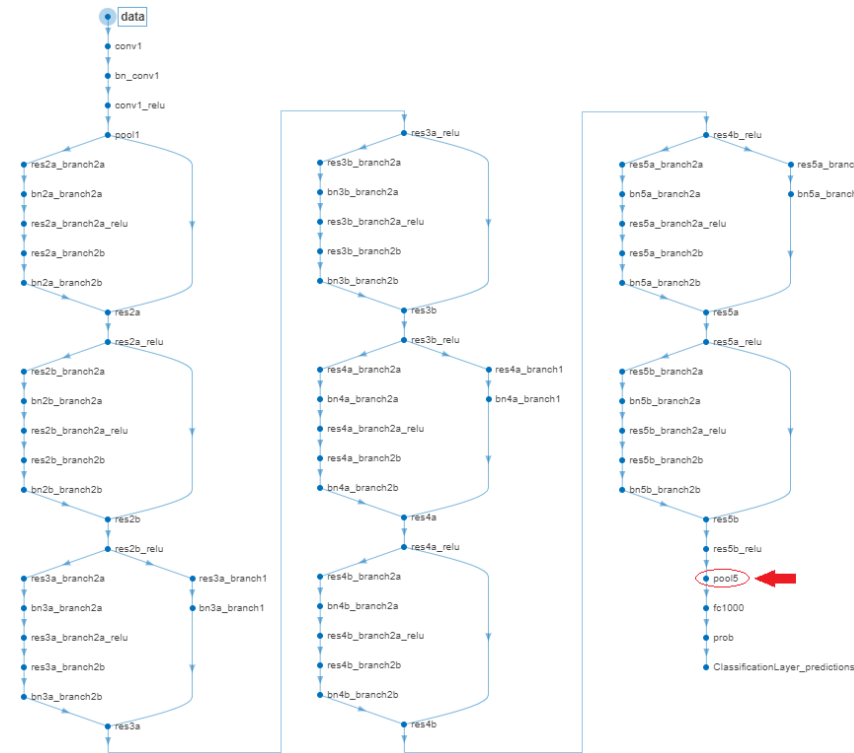 data
conv1
bn_conv1
conv1_relu
pool1
res2a_branch2a
bn2a_branch2a
res2a_branch2a_relu
res2a_branch2b
bn2a_branch2b
res2a
res2a_relu
res2b_branch2a
bn2b_branch2a
res2b_branch2a_relu
res2b_branch2b
bn2b_branch2b
res2b
res2b_relu
res3a_branch2a
res3a_branch1
bn3a_branch2a
bn3a_branch1
res3a_branch2a_relu
res3a_branch2b
bn3a_branch2b
res3a
res3a_relu
res3b_branch2a
bn3b_branch2a
res3b_branch2a_relu
res3b_branch2b
bn3b_branch2b
res3b
res3b_relu
res4a_branch2a
res4a_branch1
bn4a_branch2a
bn4a_branch1
res4a_branch2a_relu
res4a_branch2b
bn4a_branch2b
res4a
res4a_relu
res4b_branch2a
bn4b_branch2a
res4b_branch2a_relu
res4b_branch2b
bn4b_branch2b
res4b
res4b_relu
res5a_branch2a
res5a_branc
bn5a_branch2a
bn5a_branch
res5a_branch2a_relu
res5a_branch2b
bn5a_branch2b
res5a
res5a_relu
res5b_branch2a
bn5b_branch2a
res5b_branch2a_relu
res5b_branch2b
bn5b_branch2b
res5b
res5b_relu
pool5
fc1000
prob
ClassificationLayer_predictions